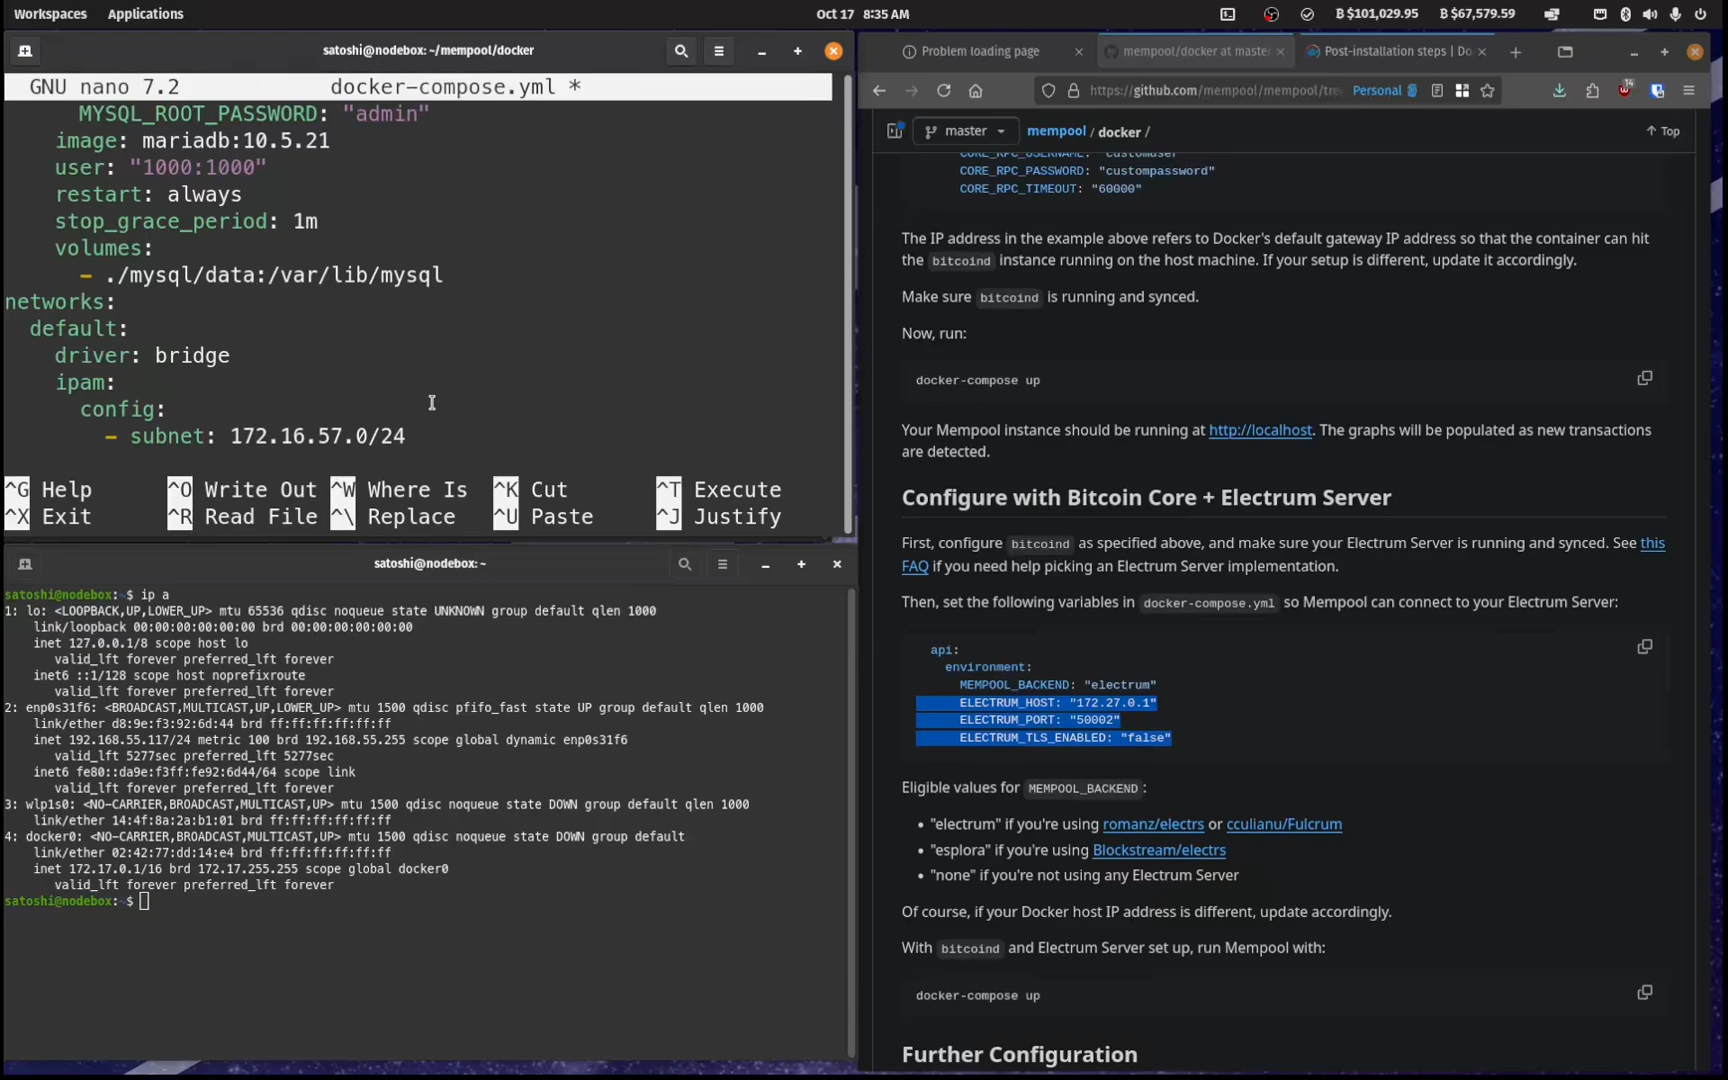 Workspaces Applications Oct 17 8:35 AM ₿ $101,029.95 ₿ $67,579.59
satoshi@nodebox: ~/mempool/docker
GNU nano 7.2 docker-compose.yml *
MYSQL_ROOT_PASSWORD: "admin"
image: mariadb:10.5.21
user: "1000:1000"
restart: always
stop_grace_period: 1m
volumes:
- ./mysql/data:/var/lib/mysql
networks:
default:
driver: bridge
ipam:
config:
- subnet: 172.16.57.0/24
^G Help ^O Write Out ^W Where Is ^K Cut ^T Execute
^X Exit ^R Read File ^\ Replace ^U Paste ^J Justify
satoshi@nodebox: ~
satoshi@nodebox:~$ ip a
1: lo: <LOOPBACK,UP,LOWER_UP> mtu 65536 qdisc noqueue state UNKNOWN group default qlen 1000
link/loopback 00:00:00:00:00:00 brd 00:00:00:00:00:00
inet 127.0.0.1/8 scope host lo
valid_lft forever preferred_lft forever
inet6 ::1/128 scope host noprefixroute
valid_lft forever preferred_lft forever
2: enp0s31f6: <BROADCAST,MULTICAST,UP,LOWER_UP> mtu 1500 qdisc pfifo_fast state UP group default qlen 1000
link/ether d8:9e:f3:92:6d:44 brd ff:ff:ff:ff:ff:ff
inet 192.168.55.117/24 metric 100 brd 192.168.55.255 scope global dynamic enp0s31f6
valid_lft 5277sec preferred_lft 5277sec
inet6 fe80::da9e:f3ff:fe92:6d44/64 scope link
valid_lft forever preferred_lft forever
3: wlp1s0: <NO-CARRIER,BROADCAST,MULTICAST,UP> mtu 1500 qdisc noqueue state DOWN group default qlen 1000
link/ether 14:4f:8a:2a:b1:01 brd ff:ff:ff:ff:ff:ff
4: docker0: <NO-CARRIER,BROADCAST,MULTICAST,UP> mtu 1500 qdisc noqueue state DOWN group default
link/ether 02:42:77:dd:14:e4 brd ff:ff:ff:ff:ff:ff
inet 172.17.0.1/16 brd 172.17.255.255 scope global docker0
valid_lft forever preferred_lft forever
satoshi@nodebox:~$
Problem loading page mempool/docker at master Post-installation steps | Do
https://github.com/mempool/mempool/tre Personal 14
master mempool / docker / Top
CORE_RPC_USERNAME: "customuser"
CORE_RPC_PASSWORD: "custompassword"
CORE_RPC_TIMEOUT: "60000"
The IP address in the example above refers to Docker's default gateway IP address so that the container can hit
the bitcoind instance running on the host machine. If your setup is different, update it accordingly.
Make sure bitcoind is running and synced.
Now, run:
docker-compose up
Your Mempool instance should be running at http://localhost. The graphs will be populated as new transactions
are detected.
Configure with Bitcoin Core + Electrum Server
First, configure bitcoind as specified above, and make sure your Electrum Server is running and synced. See this
FAQ if you need help picking an Electrum Server implementation.
Then, set the following variables in docker-compose.yml so Mempool can connect to your Electrum Server:
api:
environment:
MEMPOOL_BACKEND: "electrum"
ELECTRUM_HOST: "172.27.0.1"
ELECTRUM_PORT: "50002"
ELECTRUM_TLS_ENABLED: "false"
Eligible values for MEMPOOL_BACKEND:
• "electrum" if you're using romanz/electrs or cculianu/Fulcrum
• "esplora" if you're using Blockstream/electrs
• "none" if you're not using any Electrum Server
Of course, if your Docker host IP address is different, update accordingly.
With bitcoind and Electrum Server set up, run Mempool with:
docker-compose up
Further Configuration